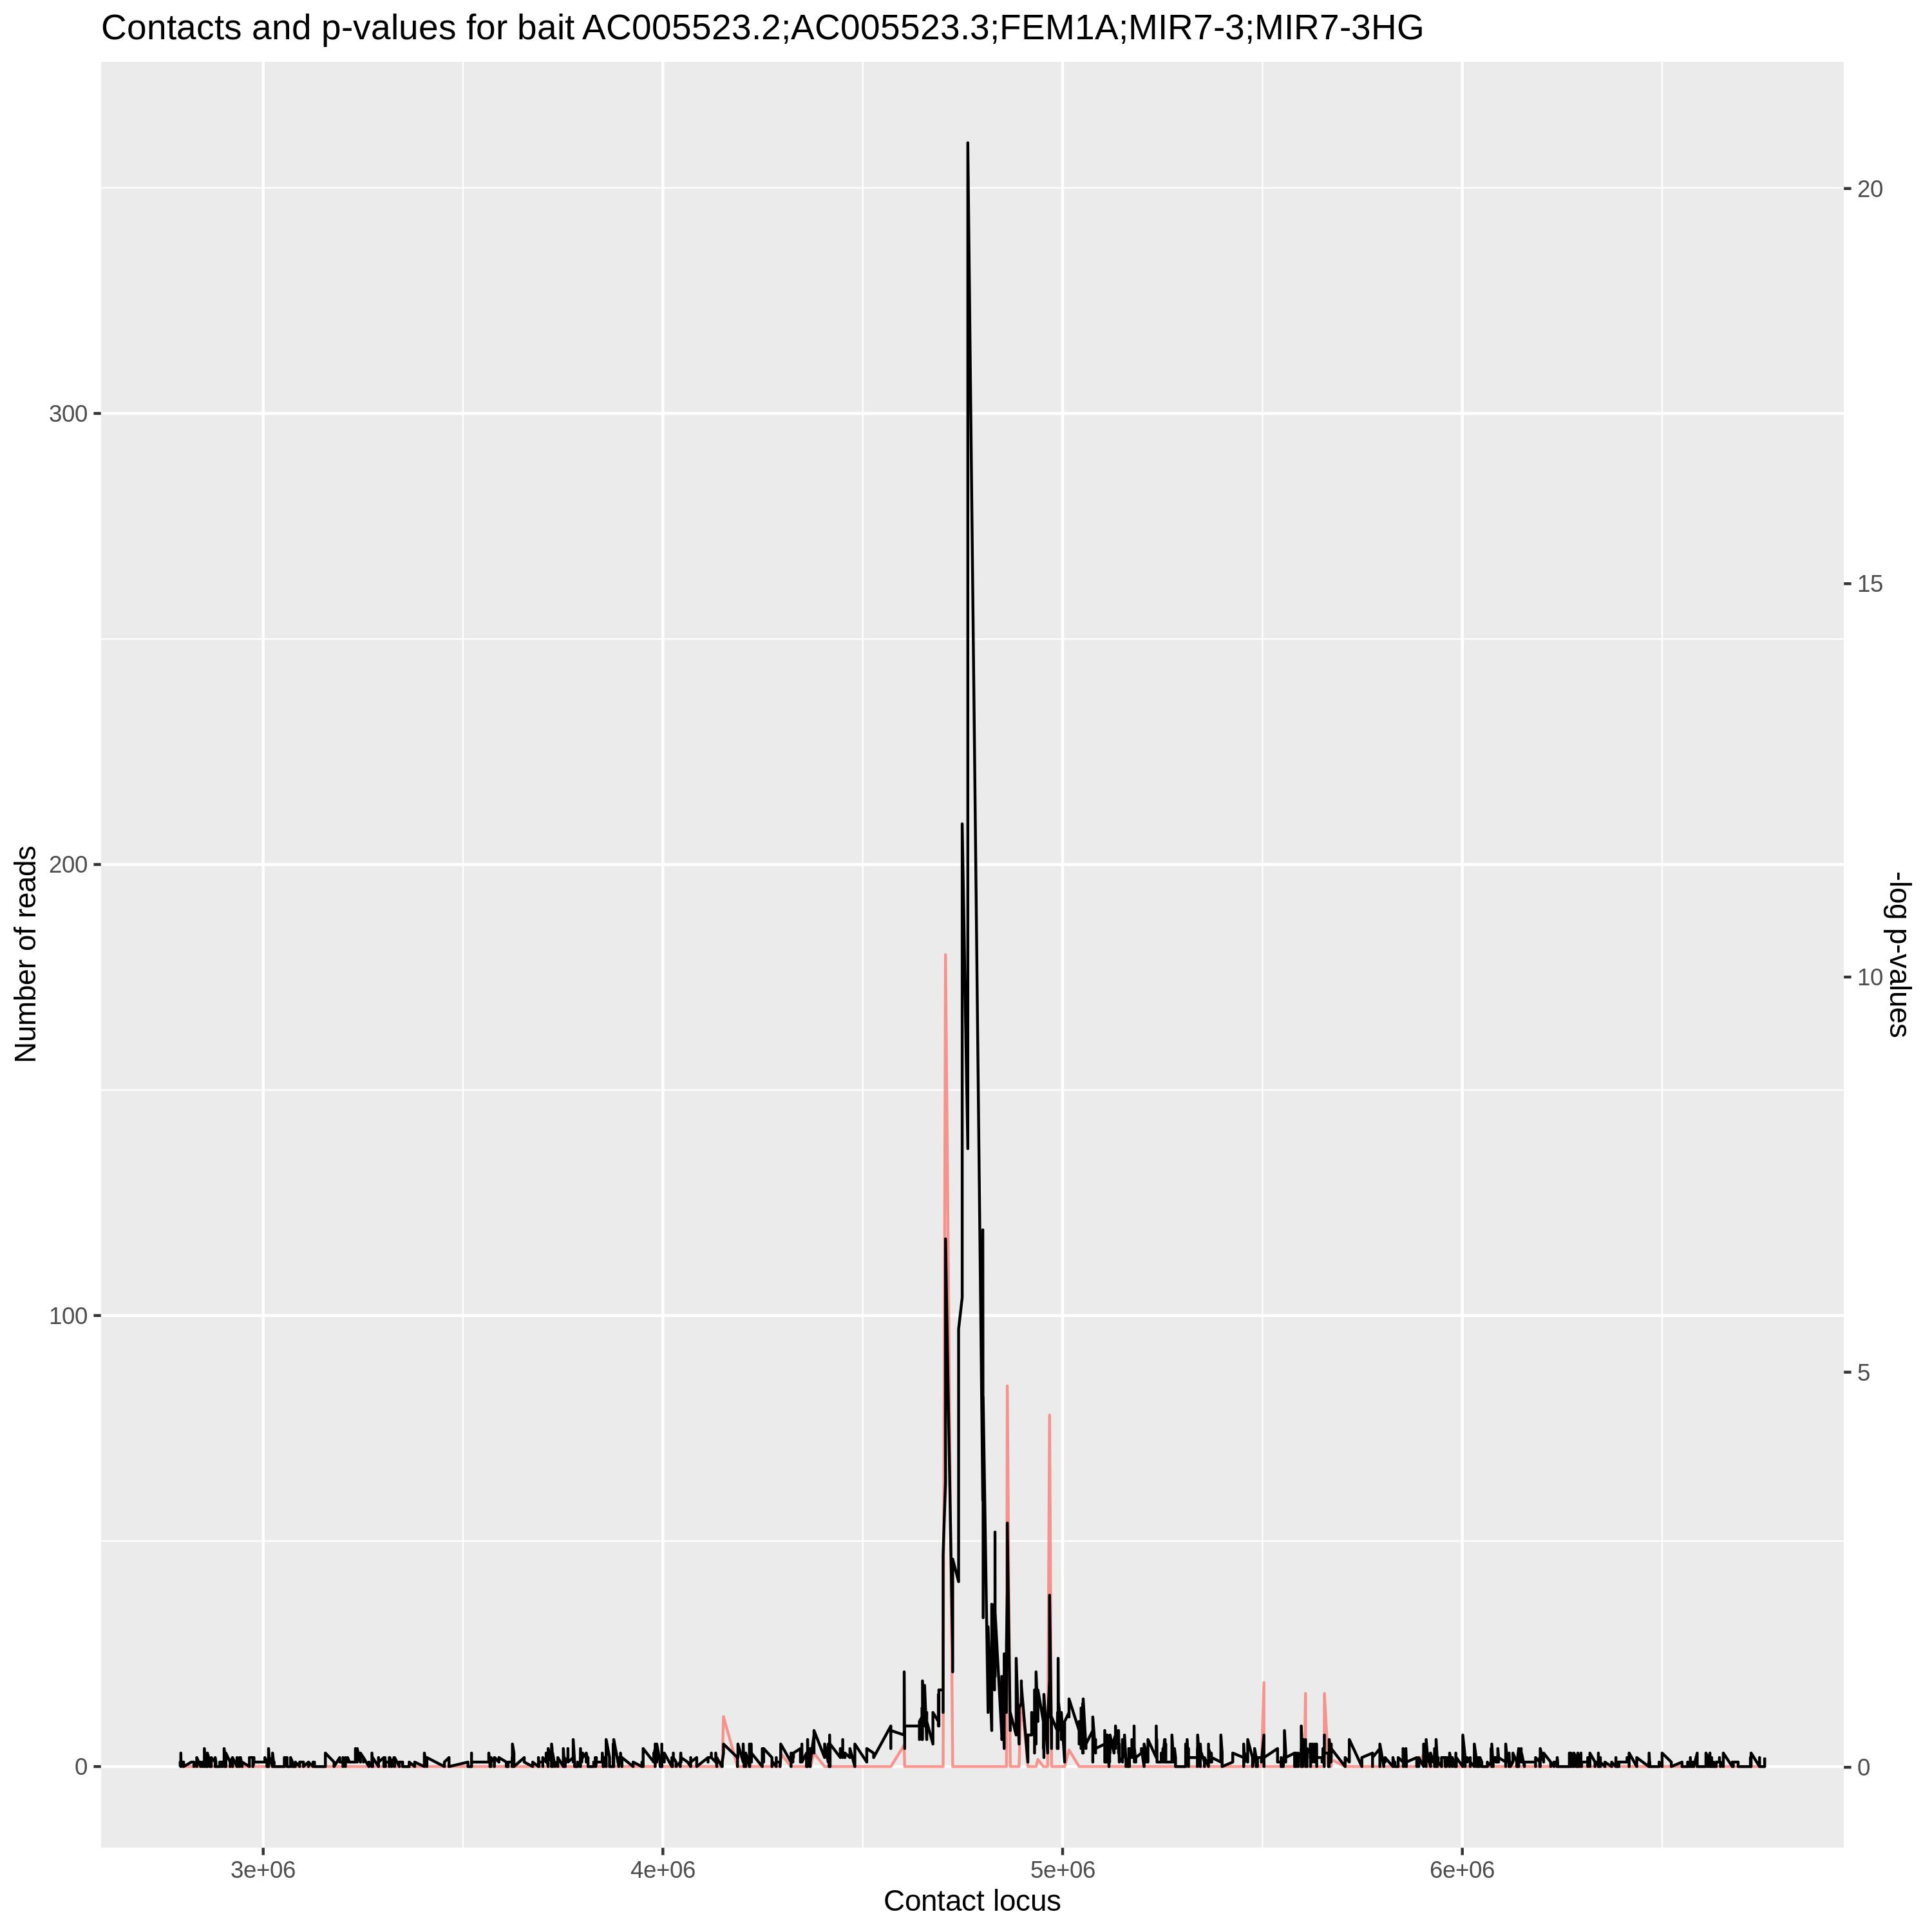 Contacts and p-values for bait AC005523.2;AC005523.3;FEM1A;MIR7-3;MIR7-3HG
Number of reads
300
200
100
0
20
15
10
5
0
-log p-values
3e+06 4e+06 5e+06 6e+06
Contact locus